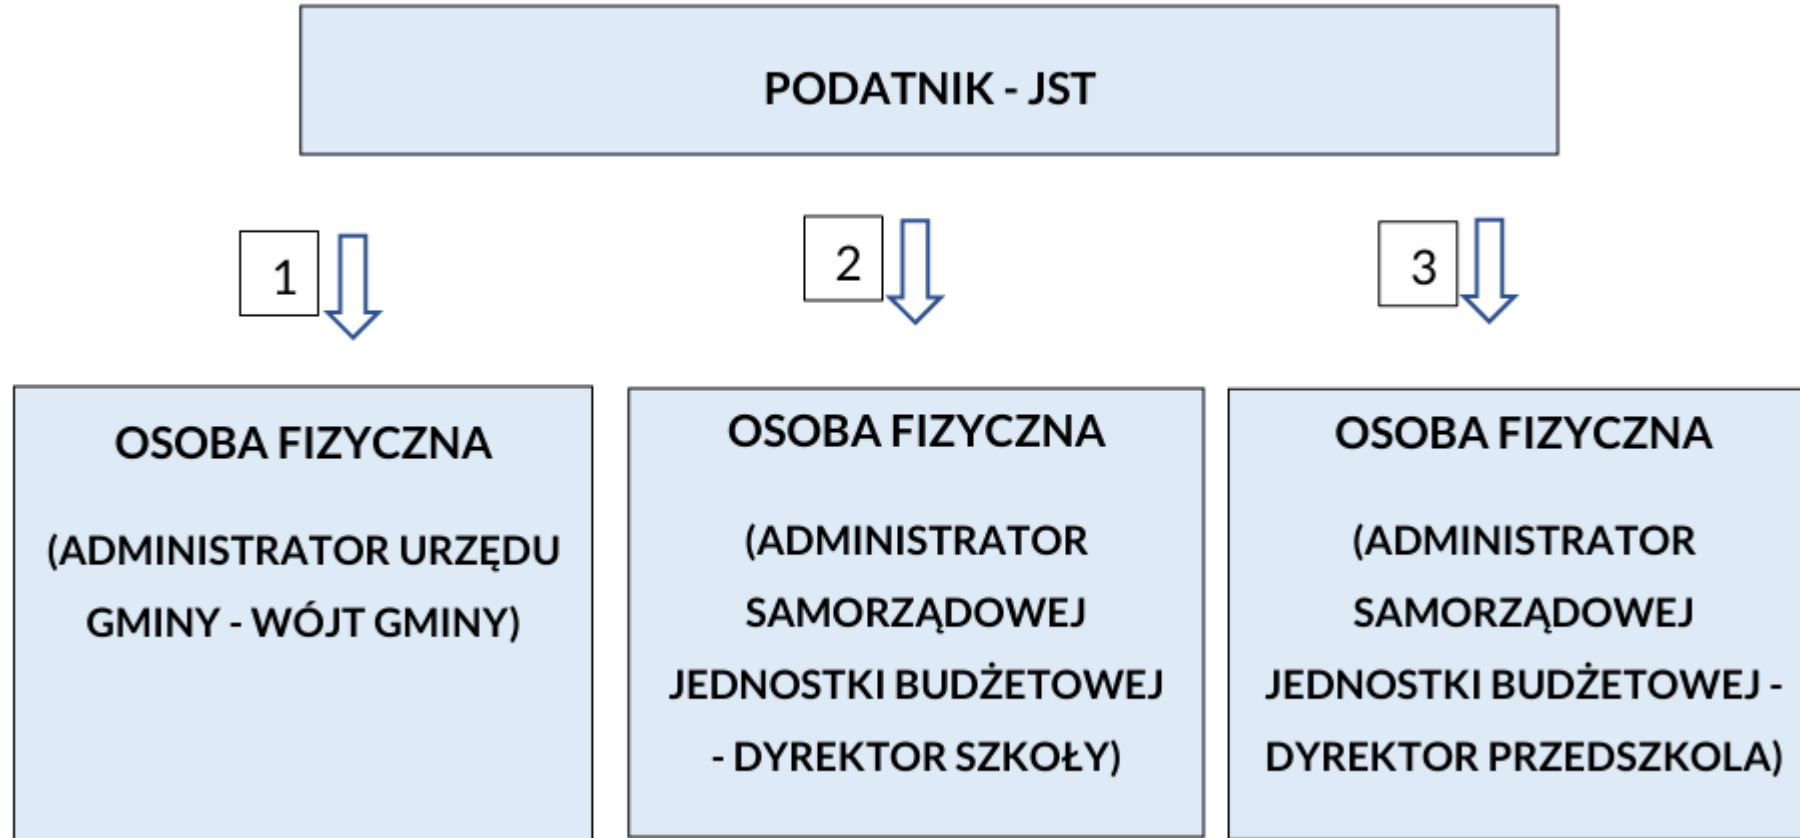 PODATNIK - JST
1
2
3
OSOBA FIZYCZNA
(ADMINISTRATOR URZĘDU
GMINY - WÓJT GMINY)
OSOBA FIZYCZNA
(ADMINISTRATOR
SAMORZĄDOWEJ
JEDNOSTKI BUDŻETOWEJ
- DYREKTOR SZKOŁY)
OSOBA FIZYCZNA
(ADMINISTRATOR
SAMORZĄDOWEJ
JEDNOSTKI BUDŻETOWEJ -
DYREKTOR PRZEDSZKOLA)